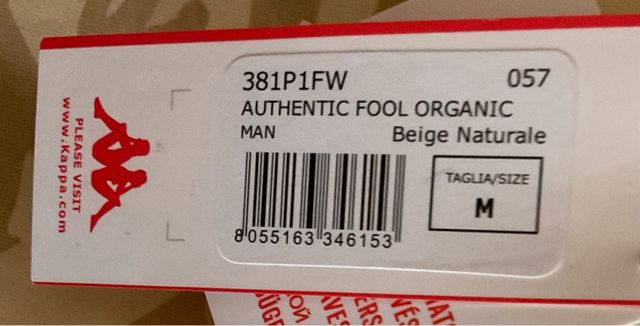 381P1FW 057
AUTHENTIC FOOL ORGANIC
MAN Beige Naturale
TAGLIA/SIZE
M
8 055163 346153
PLEASE VISIT
www.Kappa.com